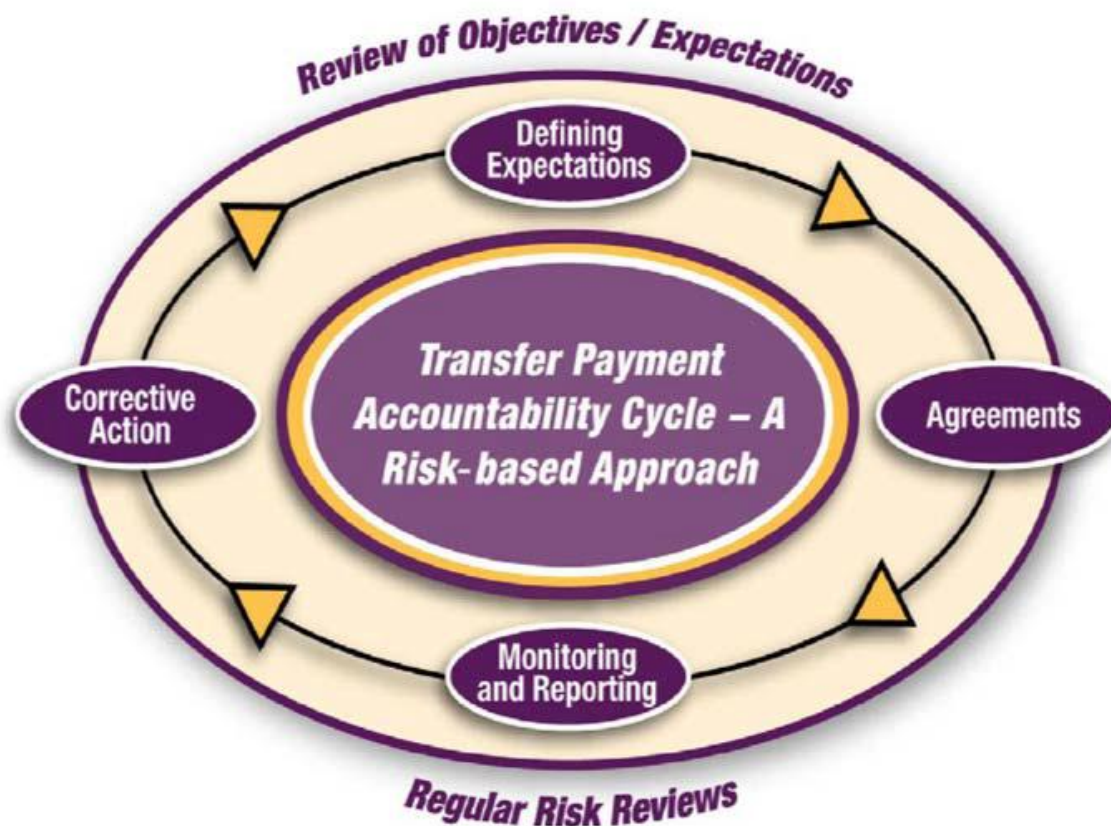 Review of Objectives / Expectations
Defining
Expectations
Transfer Payment
Accountability Cycle – A
Risk-based Approach
Corrective
Action
Agreements
Monitoring
and Reporting
Regular Risk Reviews